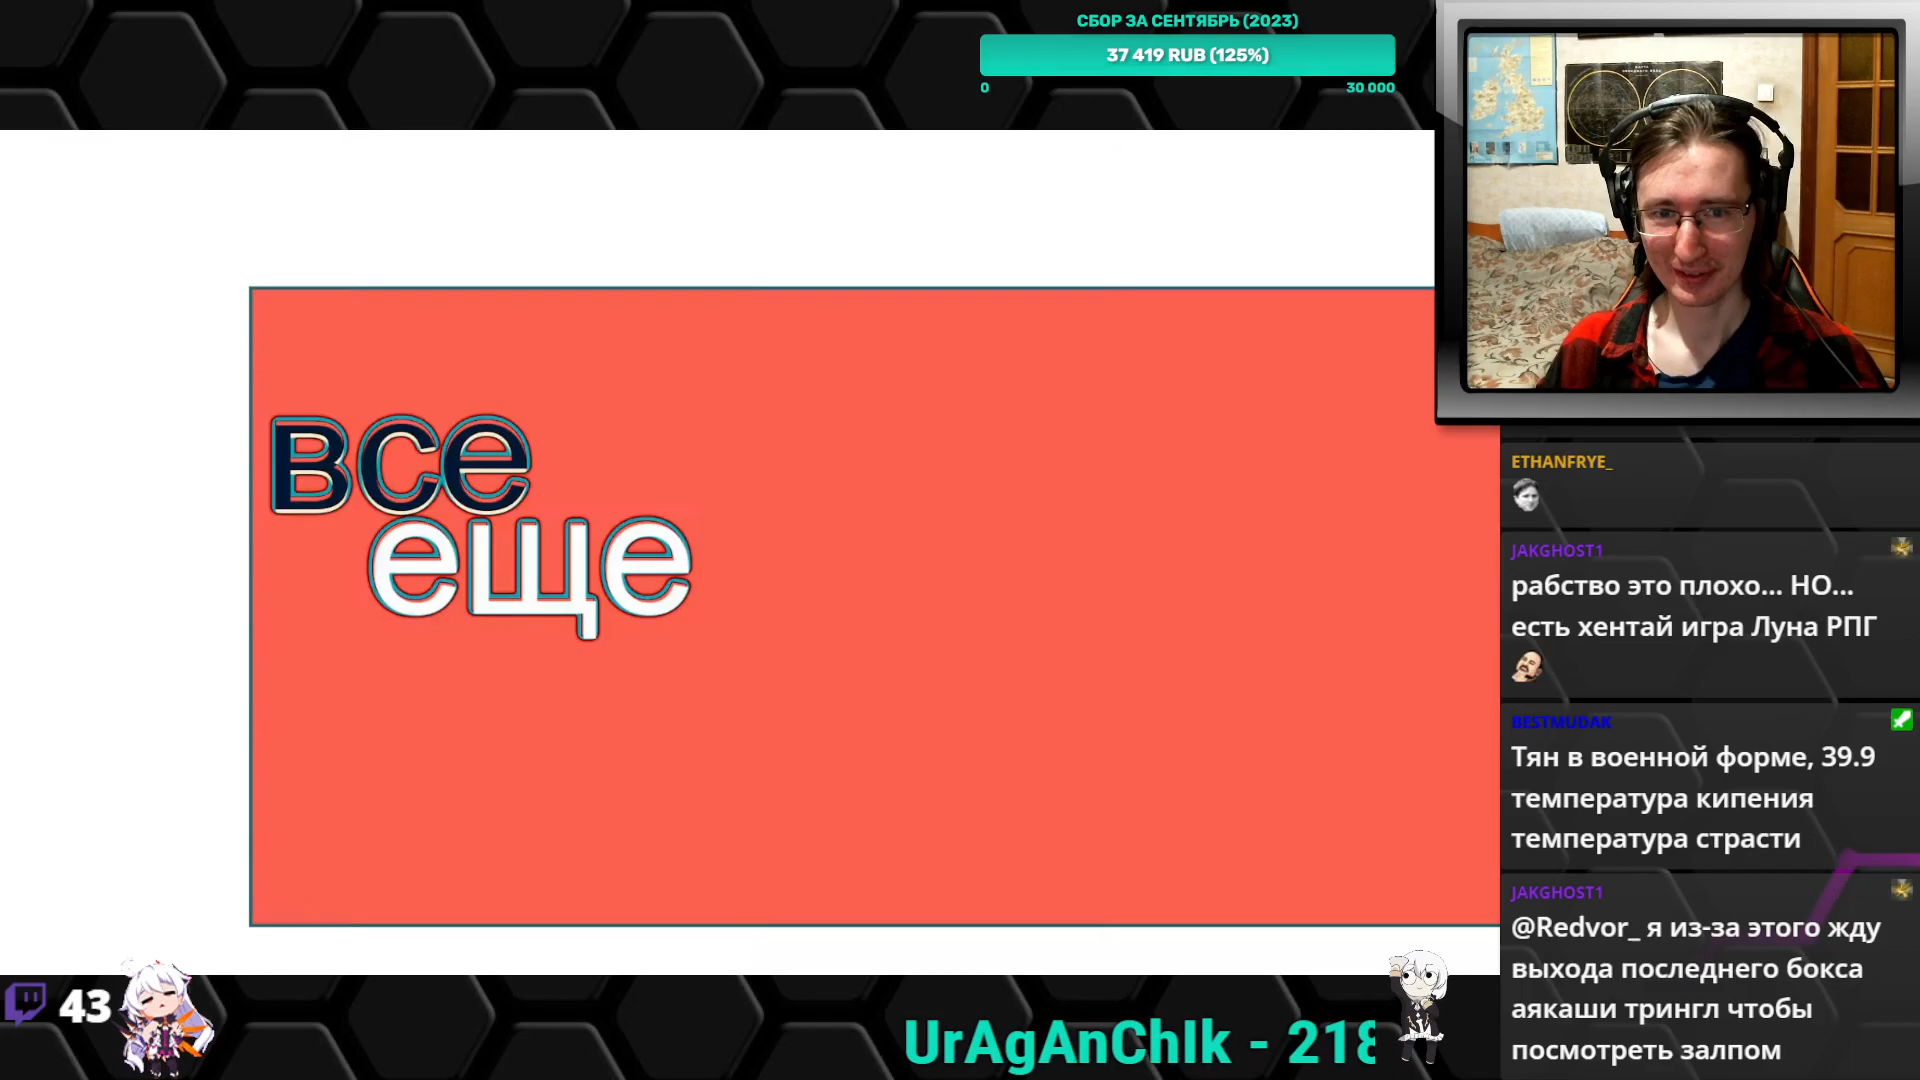 СБОР ЗА СЕНТЯБРЬ (2023)
37 419 RUB (125%)
0
30 000
все
еще
ETHANFRYE_
JAKGHOST1
рабство это плохо... НО...
есть хентай игра Луна РПГ
BESTMUDAK
Тян в военной форме, 39.9
температура кипения
температура страсти
JAKGHOST1
@Redvor_ я из-за этого жду
выхода последнего бокса
аякаши трингл чтобы
посмотреть залпом
43
UrAgAnChIk - 218